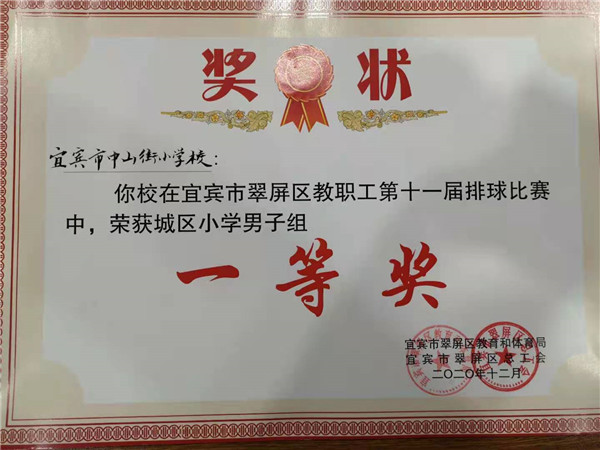 奖 状
宜宾市中山街小学校：
你校在宜宾市翠屏区教职工第十一届排球比赛
中，荣获城区小学男子组
一等奖
宜宾市翠屏区教育和体育局
宜宾市翠屏区总工会
二〇二〇年十二月